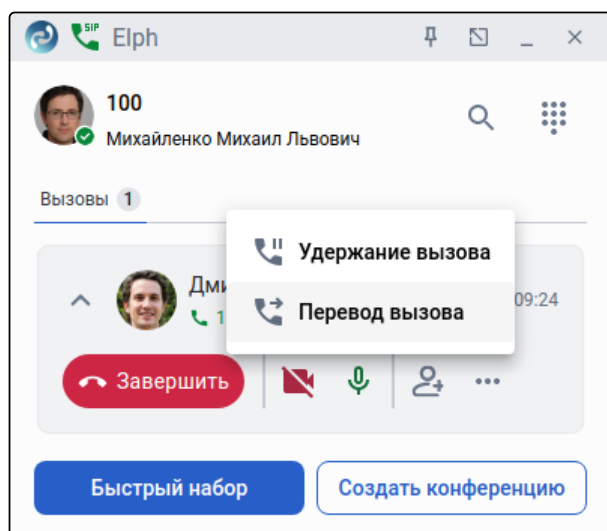 SIP Elph
100
Михайленко Михаил Львович
Вызовы 1
Удержание вызова
Перевод вызова
09:24
Завершить
Быстрый набор
Создать конференцию